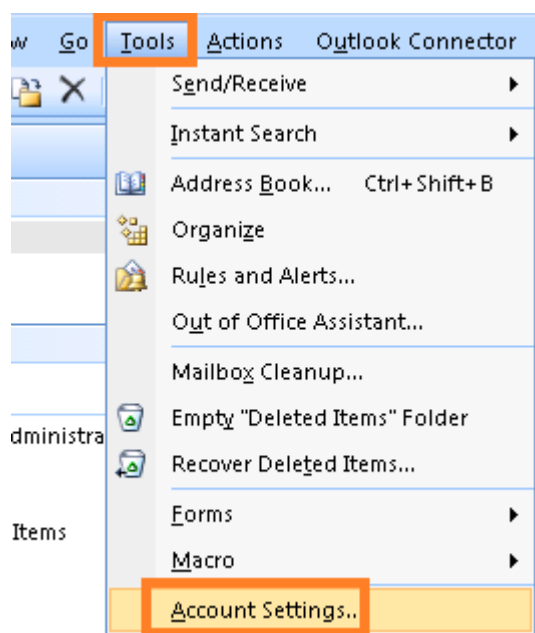 w Go Tools Actions Outlook Connector
Send/Receive
Instant Search
Address Book... Ctrl+Shift+B
Organize
Rules and Alerts...
Out of Office Assistant...
Mailbox Cleanup...
Empty "Deleted Items" Folder
dministra
Recover Deleted Items...
Forms
Items
Macro
Account Settings..